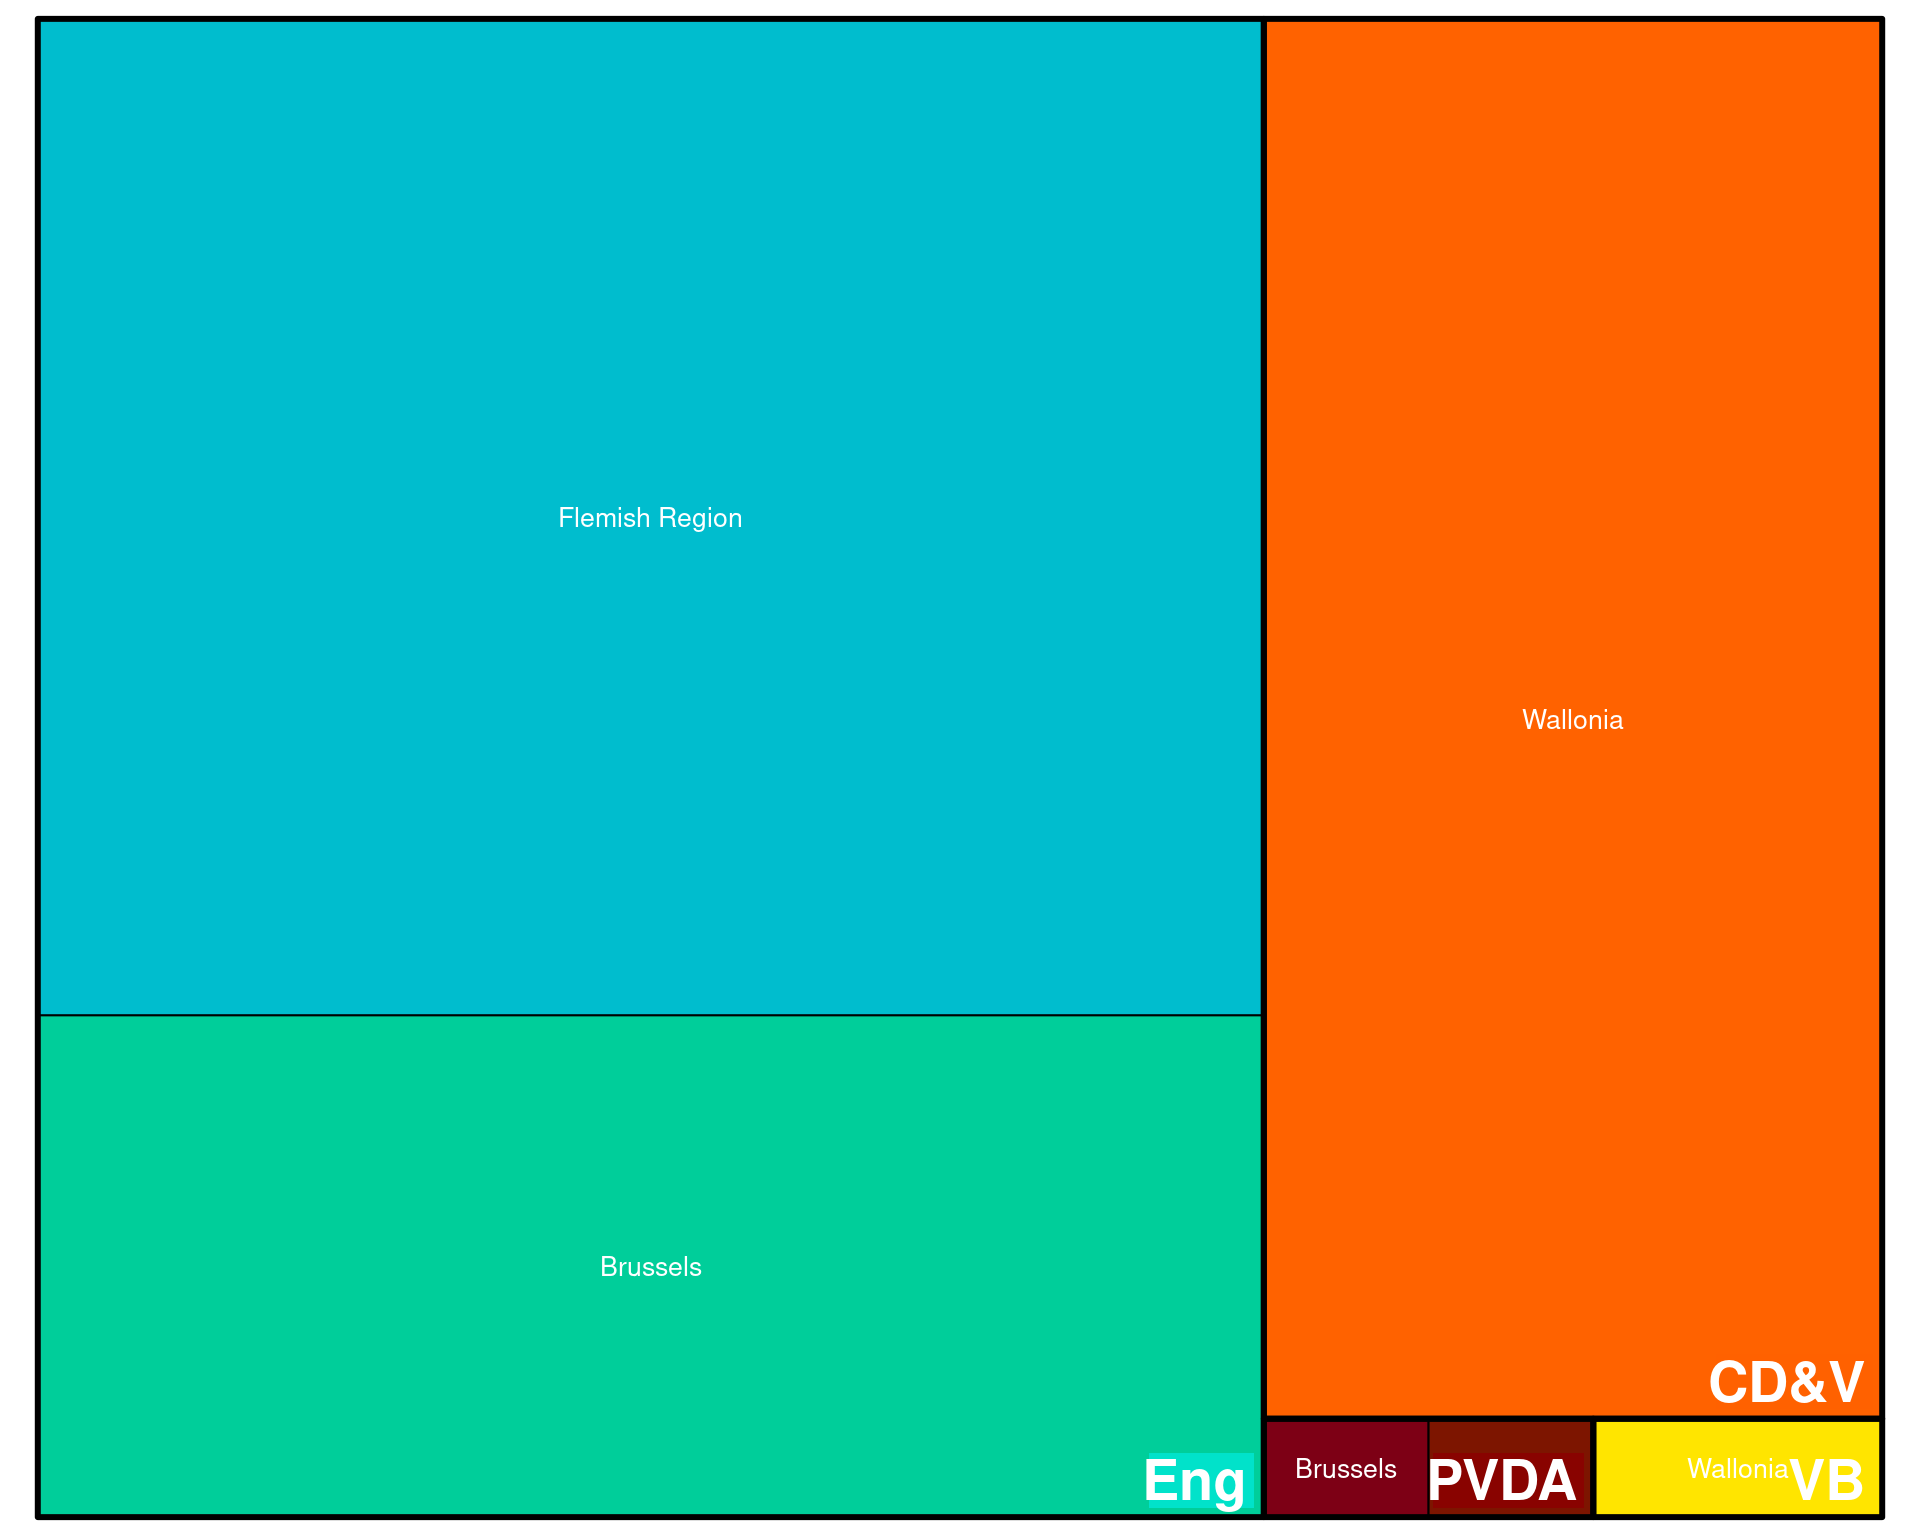 Flemish Region
Wallonia
Brussels
CD&V
Brussels
Wallonia
Eng
PVDA
VB